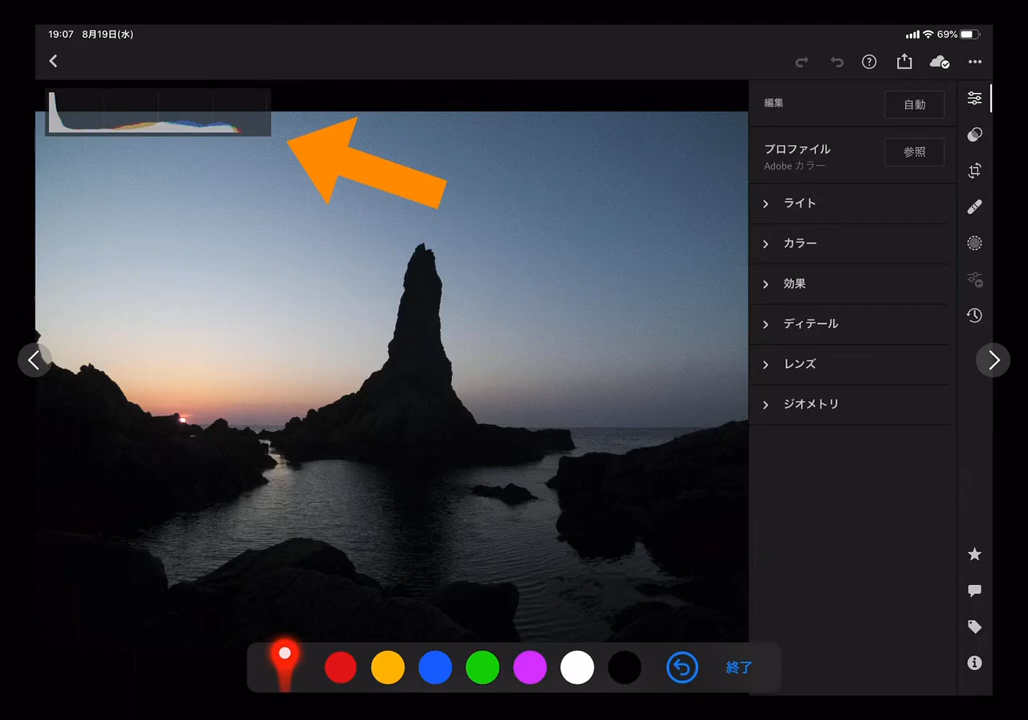 19:07 8月19日(水)
69%
編集
自動
プロファイル
Adobe カラー
参照
ライト
カラー
効果
ディテール
レンズ
ジオメトリ
終了